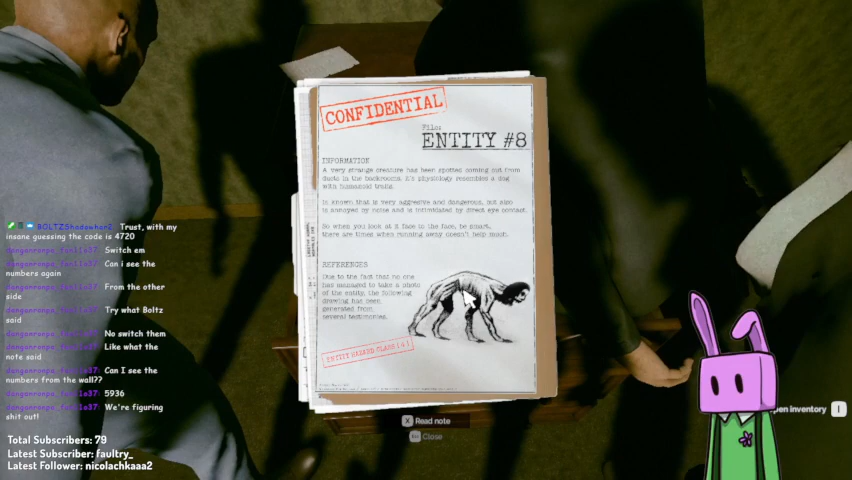 CONFIDENTIAL
File:
ENTITY #8
INFORMATION
A very strange creature has been spotted coming out from
ducts in the backrooms. It's physiology resembles a dog
with humanoid traits.
Is known that is very aggressive and dangerous, but also
is annoyed by noise and is intimidated by direct eye contact.
So when you look at it face to the face, be smart,
there are times when running away doesn't help much.
REFERENCES
Due to the fact that no one
has managed to take a photo
of the entity, the following
drawing has been
generated from
several testimonies.
ENTITY HAZARD CLASS [4]
X Read note
Close
open inventory I
Trust, with my
insane guessing the code is 4720
Switch em
Can i see the
numbers again
From the other
side
Try what Boltz
said
No switch them
Like what the
note said
Can I see the
numbers from the wall??
5936
We're figuring
shit out!
Total Subscribers: 79
Latest Subscriber: faultry_
Latest Follower: nicolachkaaa2